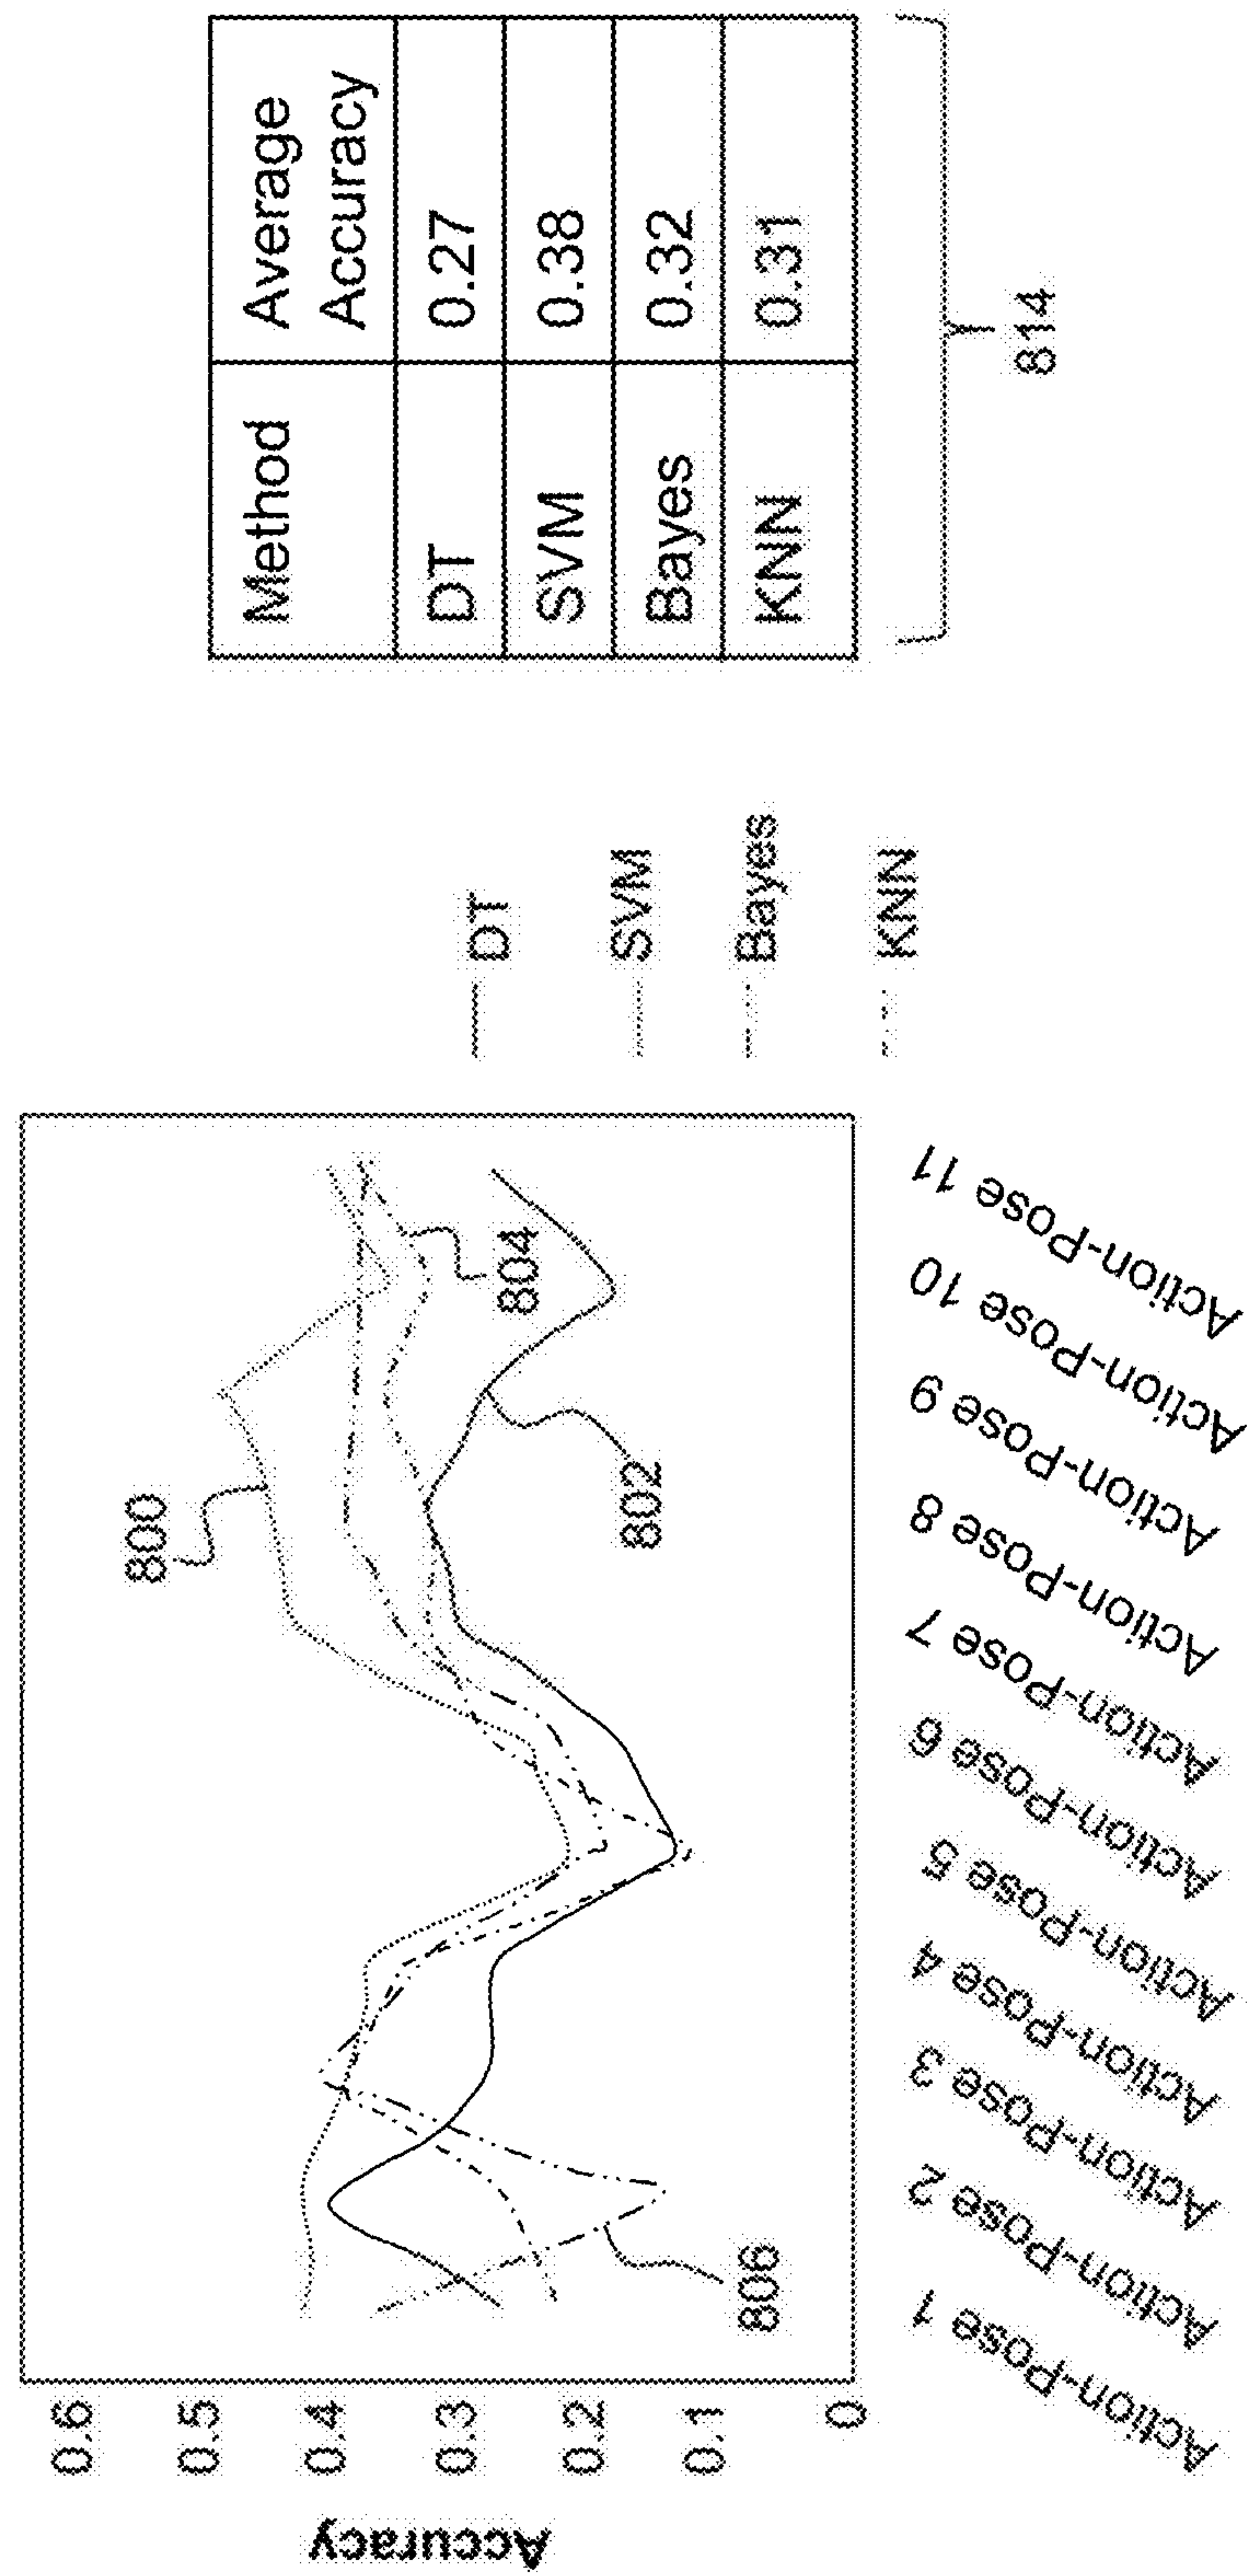 Accuracy
0.6
0.5
0.4
0.3
0.2
0.1
0
800
802
804
806
Action-Pose 1
Action-Pose 2
Action-Pose 3
Action-Pose 4
Action-Pose 5
Action-Pose 6
Action-Pose 7
Action-Pose 8
Action-Pose 9
Action-Pose 10
Action-Pose 11
DT
SVM
Bayes
KNN
Method Average
Accuracy
DT 0.27
SVM 0.38
Bayes 0.32
KNN 0.31
814